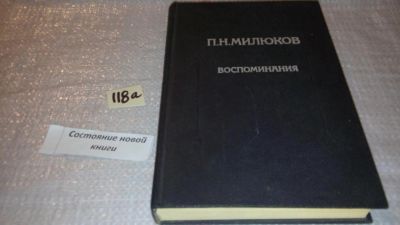 П.Н.МИЛЮКОВ
ВОСПОМИНАНИЯ
118а
Состояние новой
книги